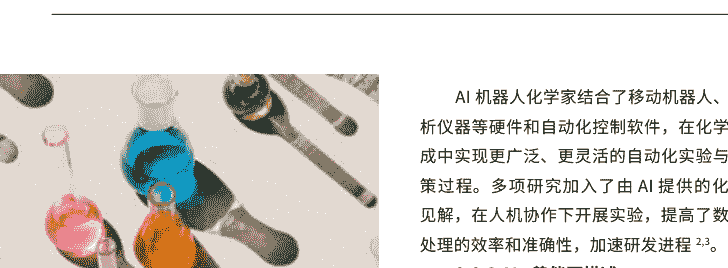 AI 机器人化学家结合了移动机器人、
析仪器等硬件和自动化控制软件，在化学
成中实现更广泛、更灵活的自动化实验与
策过程。多项研究加入了由 AI 提供的化
见解，在人机协作下开展实验，提高了数
处理的效率和准确性，加速研发进程 2,3。